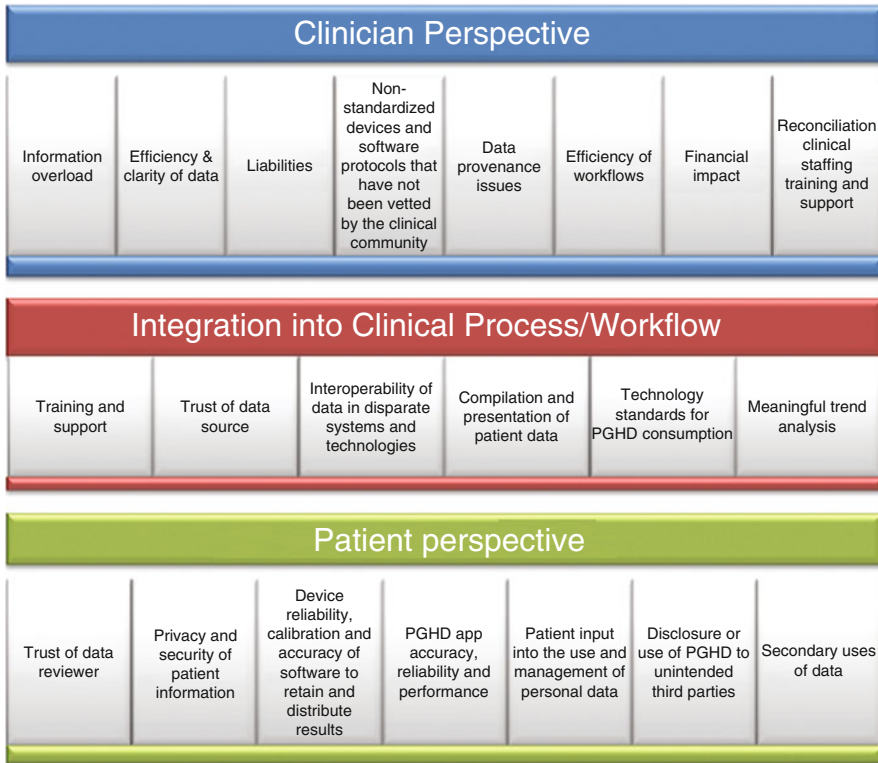 Clinician Perspective
Information
overload
Efficiency &
clarity of data
Liabilities
Non-
standardized
devices and
software
protocols that
have not
been vetted
by the clinical
community
Data
provenance
issues
Efficiency of
workflows
Financial
impact
Reconciliation
clinical
staffing
training and
support
Integration into Clinical Process/Workflow
Training and
support
Trust of data
source
Interoperability of
data in disparate
systems and
technologies
Compilation and
presentation of
patient data
Technology
standards for
PGHD consumption
Meaningful trend
analysis
Patient perspective
Trust of data
reviewer
Privacy and
security of
patient
information
Device
reliability,
calibration and
accuracy of
software to
retain and
distribute
results
PGHD app
accuracy,
reliability and
performance
Patient input
into the use and
management of
personal data
Disclosure or
use of PGHD to
unintended
third parties
Secondary uses
of data